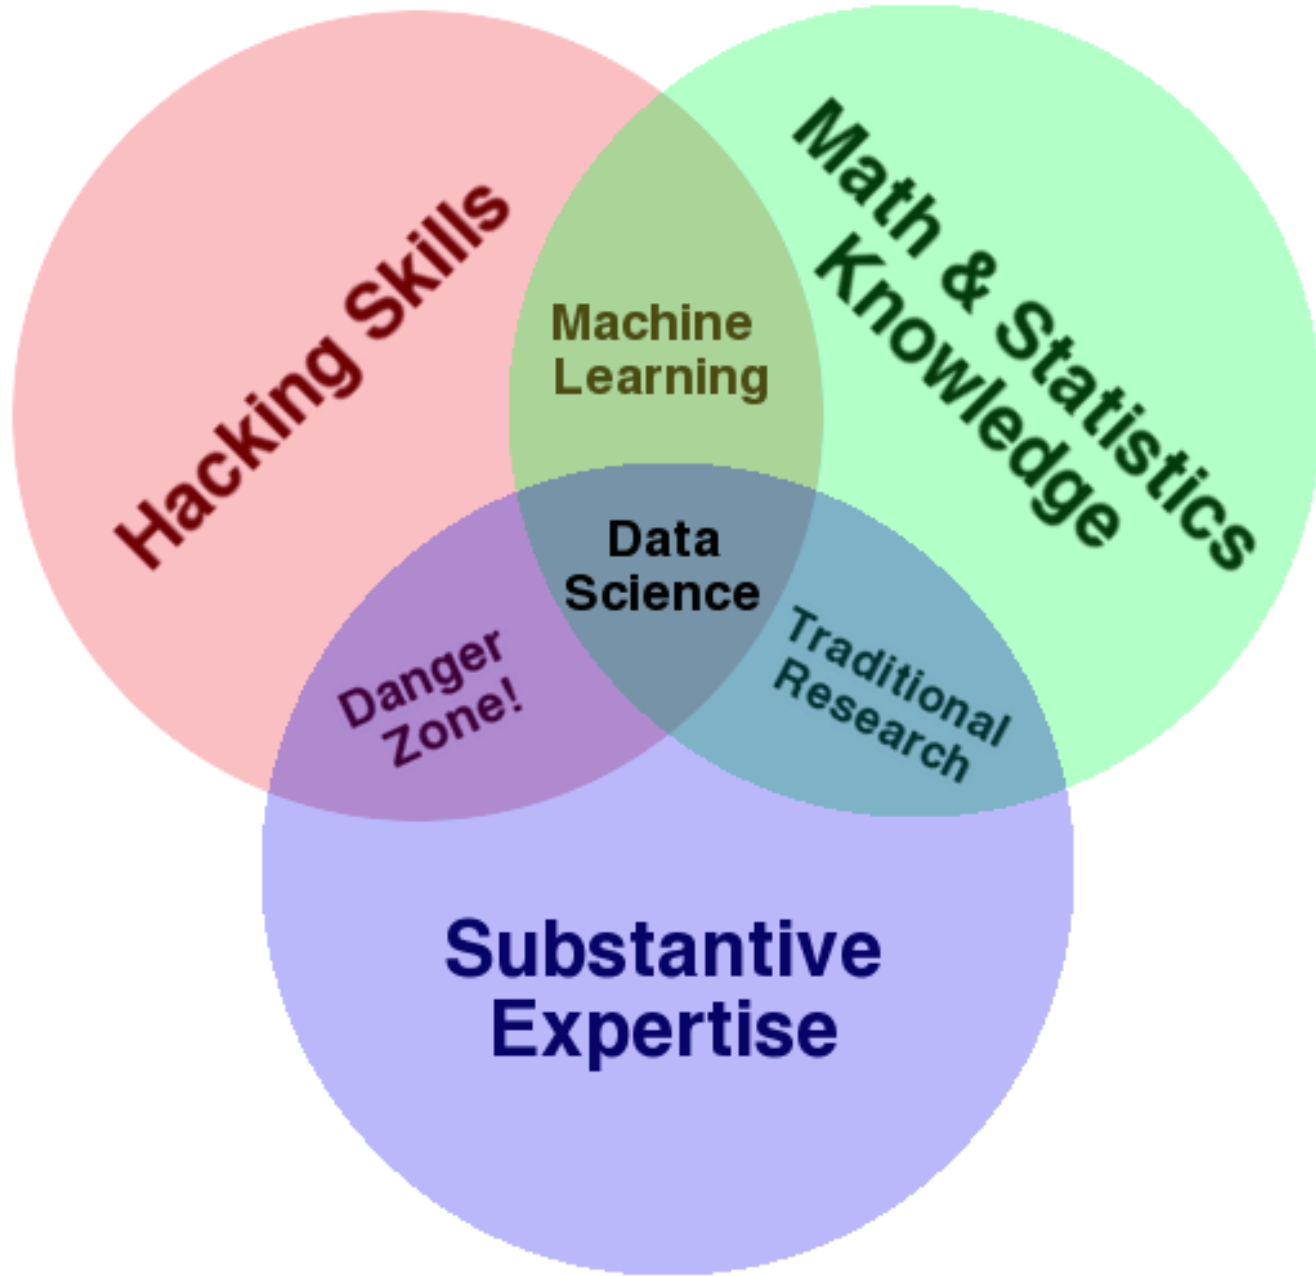 Hacking Skills
Math & Statistics
Knowledge
Machine
Learning
Data
Science
Danger
Zone!
Traditional
Research
Substantive
Expertise